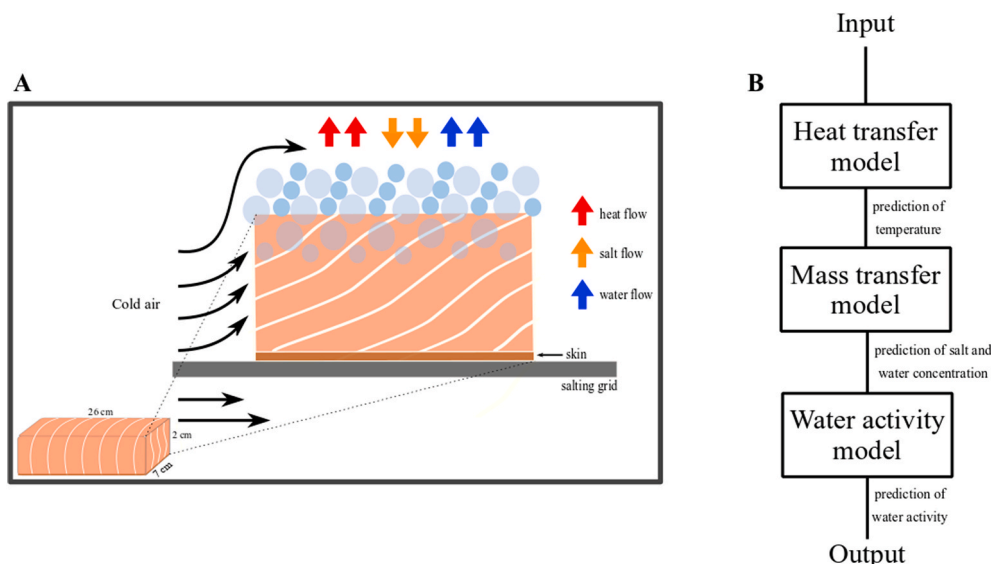 A
heat flow
salt flow
water flow
Cold air
skin
salting grid
26 cm
2 cm
7 cm
B
Input
Heat transfer
model
prediction of
temperature
Mass transfer
model
prediction of salt and
water concentration
Water activity
model
prediction of
water activity
Output